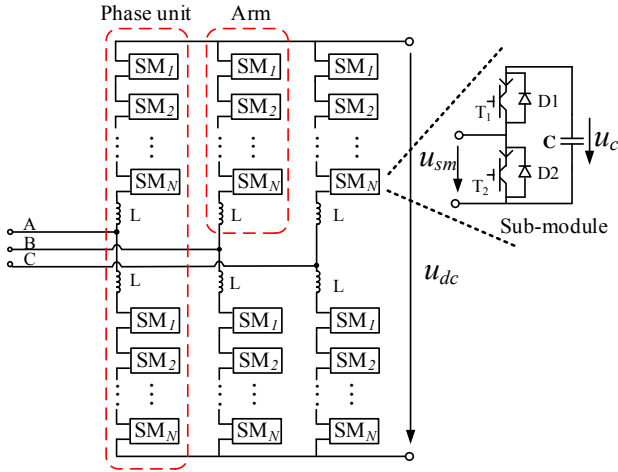 Phase unit Arm
SM1 SM1 SM1
SM2 SM2 SM2
SMN SMN SMN
L L L
A
B
C
L L L
SM1 SM1 SM1
SM2 SM2 SM2
SMN SMN SMN
udc
T1 D1
usm C uc
T2 D2
Sub-module